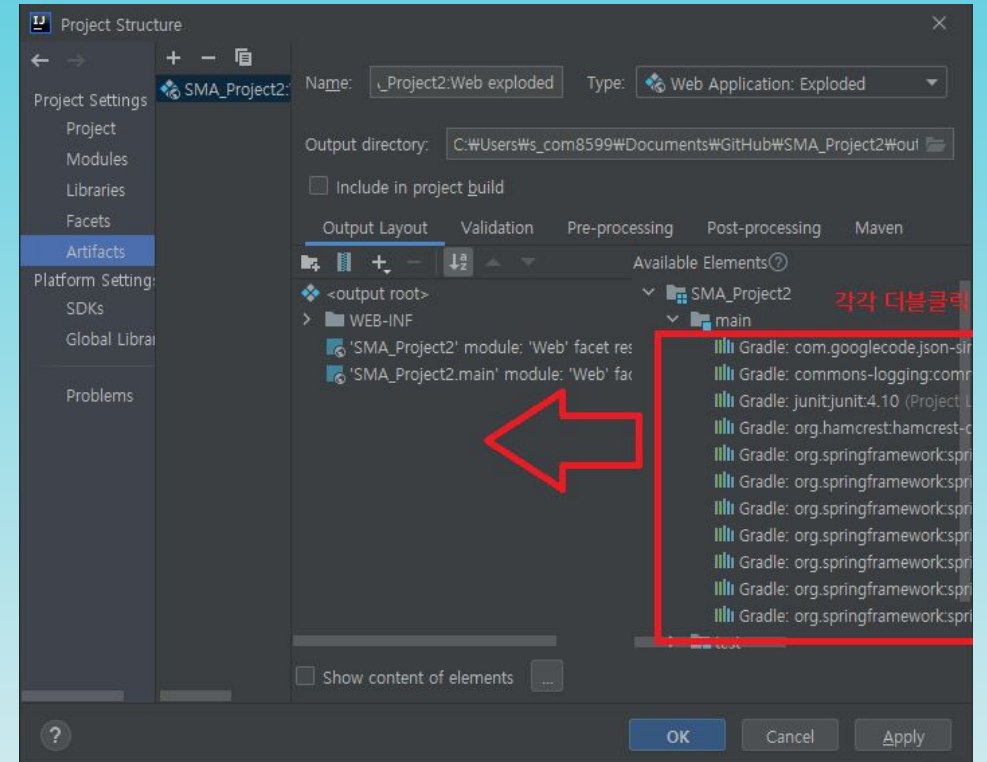 Project Structure
Project Settings
Project
Modules
Libraries
Facets
Artifacts
Platform Setting
SDKs
Global Librar
Problems
SMA_Project2:
Name: _Project2:Web exploded Type: Web Application: Exploded
Output directory: C:₩Users₩s_com8599₩Documents₩GitHub₩SMA_Project2₩out
Include in project build
Output Layout Validation Pre-processing Post-processing Maven
<output root>
WEB-INF
'SMA_Project2' module: 'Web' facet res
'SMA_Project2.main' module: 'Web' fac
Available Elements
SMA_Project2
각각 더블클릭
main
Gradle: com.googlecode.json-sim
Gradle: commons-logging:comm
Gradle: junit:junit:4.10 (Project L
Gradle: org.hamcrest:hamcrest-c
Gradle: org.springframework:spri
Gradle: org.springframework:spri
Gradle: org.springframework:spri
Gradle: org.springframework:spri
Gradle: org.springframework:spri
Gradle: org.springframework:spri
Gradle: org.springframework:spri
test
Show content of elements ...
? OK Cancel Apply